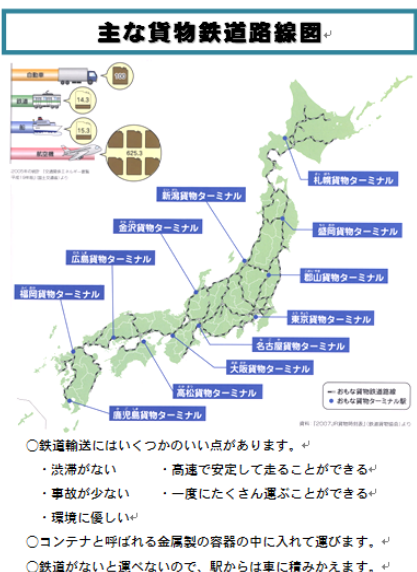 主な貨物鉄道路線図
自動車
鉄道
14.3
船
15.3
航空機
625.3
札幌貨物ターミナル
新潟貨物ターミナル
盛岡貨物ターミナル
金沢貨物ターミナル
広島貨物ターミナル
郡山貨物ターミナル
福岡貨物ターミナル
東京貨物ターミナル
名古屋貨物ターミナル
大阪貨物ターミナル
高松貨物ターミナル
鹿児島貨物ターミナル
おもな貨物鉄道路線
おもな貨物ターミナル駅
○鉄道輸送にはいくつかのいい点があります。
・渋滞がない ・高速で安定して走ることができる
・事故が少ない ・一度にたくさん運ぶことができる
・環境に優しい
○コンテナと呼ばれる金属製の容器の中に入れて運びます。
○鉄道がないと運べないので、駅からは車に積みかえます。